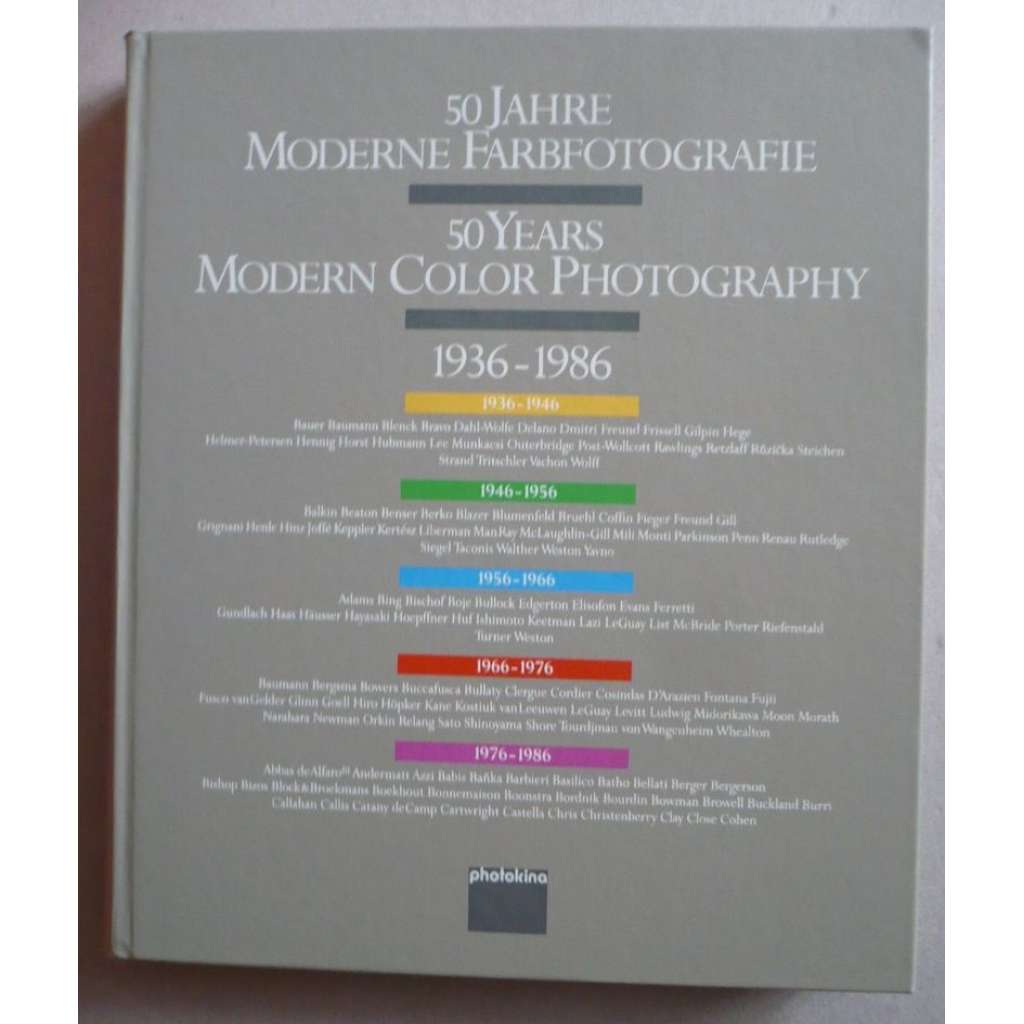 50 JAHRE
MODERNE FARBFOTOGRAFIE
50 YEARS
MODERN COLOR PHOTOGRAPHY
1936-1986
1936-1946
Bauer Baumann Blenck Bravo Dahl-Wolfe Delano Dmitri Freund Frissell Gilpin Hege
Helmer-Petersen Hennig Horst Hubmann Lee Munkacsi Outerbridge Post-Wollcott Rawlings Retzlaff Růzička Steichen
Strand Tritschler Vachon Wolff
1946-1956
Balkin Beaton Benser Berko Blazer Blumenfeld Bruehl Coffin Fieger Freund Gill
Grignani Henle Hinz Joffé Keppler Kertész Liberman ManRay McLaughlin-Gill Mili Monti Parkinson Penn Renau Rutledge
Siegel Taconis Walther Weston Yavno
1956-1966
Adams Bing Bischof Boje Bullock Edgerton Elisofon Evans Ferretti
Gundlach Haas Häusser Hayasaki Hoepffner Huf Ishimoto Keetman Lazi LeGuay List McBride Porter Riefenstahl
Turner Weston
1966-1976
Baumann Bergsma Bowers Buccafusca Bullaty Clergue Cordier Cosindas D'Arazien Fontana Fujii
Fusco vanGelder Glinn Goell Hiro Höpker Kane Kostiuk vanLeeuwen LeGuay Levitt Ludwig Midorikawa Moon Morath
Narahara Newman Orkin Relang Sato Shinoyama Shore Tourdjman vonWangenheim Whealton
1976-1986
Abbas deAlfaro Andermatt Azzi Babis Baňka Barbieri Basilico Batho Bellati Berger Bergerson
Bishop Bizos Block&Broekmans Boekhout Bonnemaison Boonstra Bordnik Bourdin Bowman Browell Buckland Burri
Callahan Callis Catany deCamp Cartwright Castella Chris Christenberry Clay Close Cohen
photokina